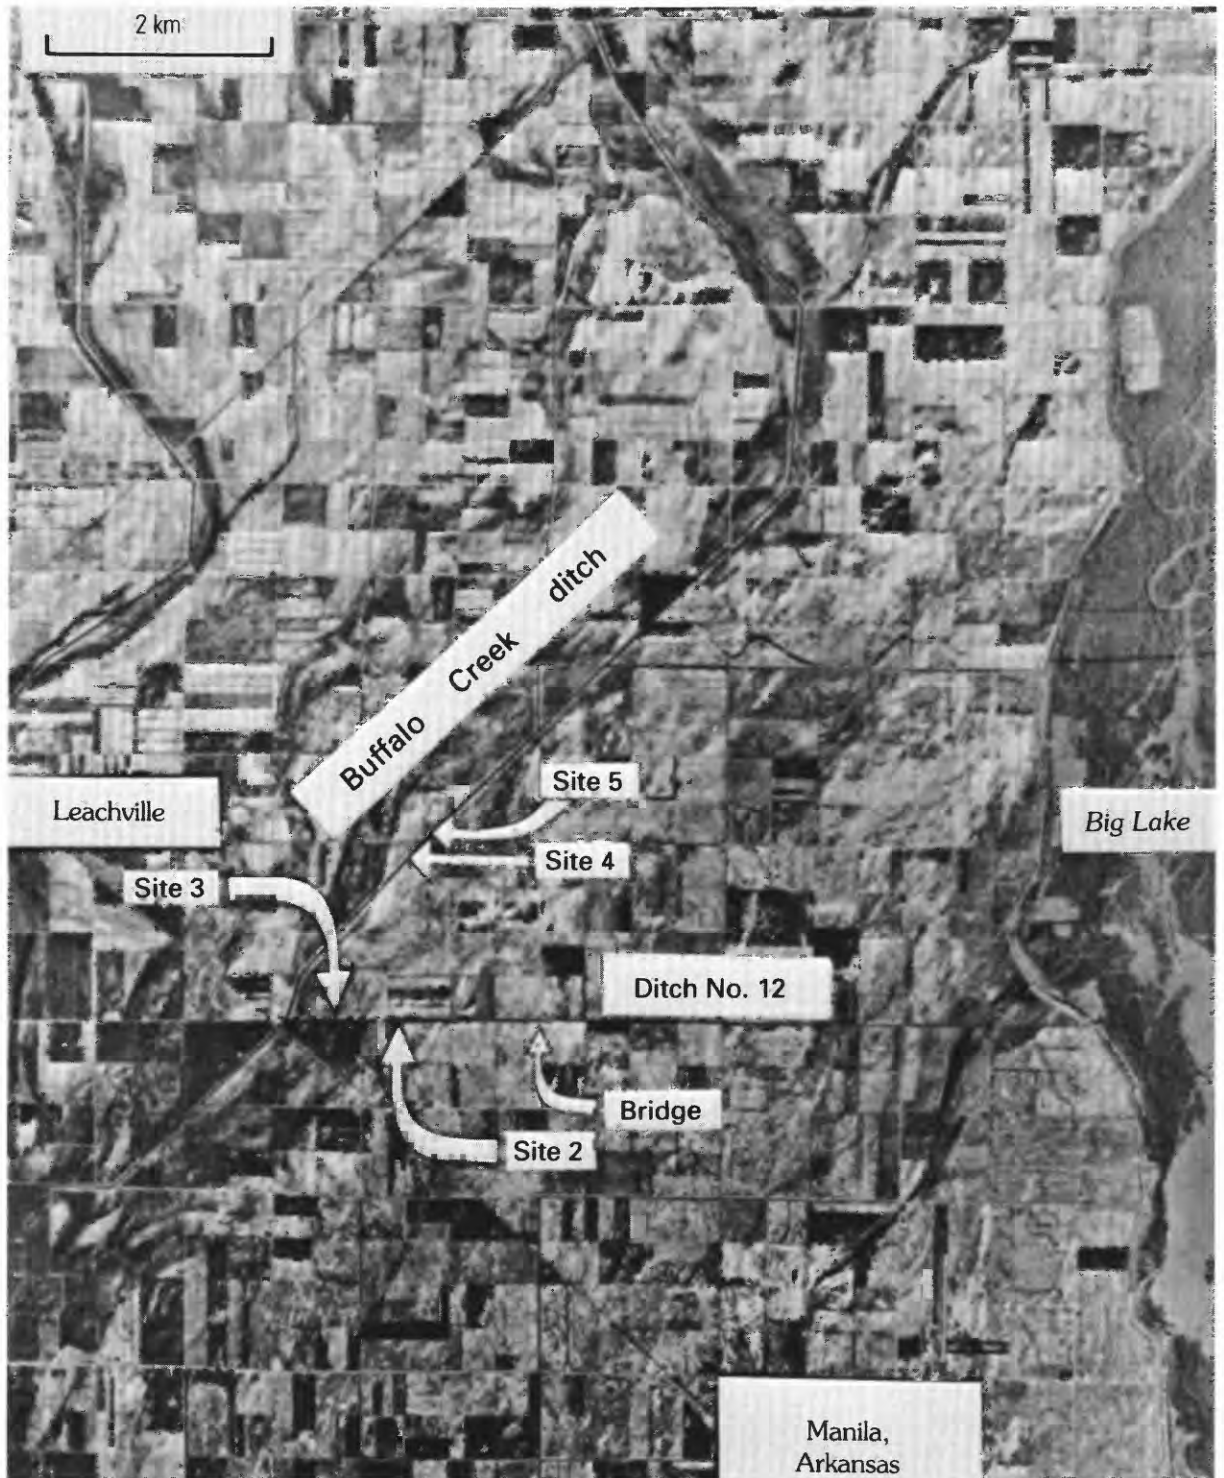 2 km
Buffalo Creek ditch
Site 5
Leachville
Big Lake
Site 4
Site 3
Ditch No. 12
Bridge
Site 2
Manila,
Arkansas